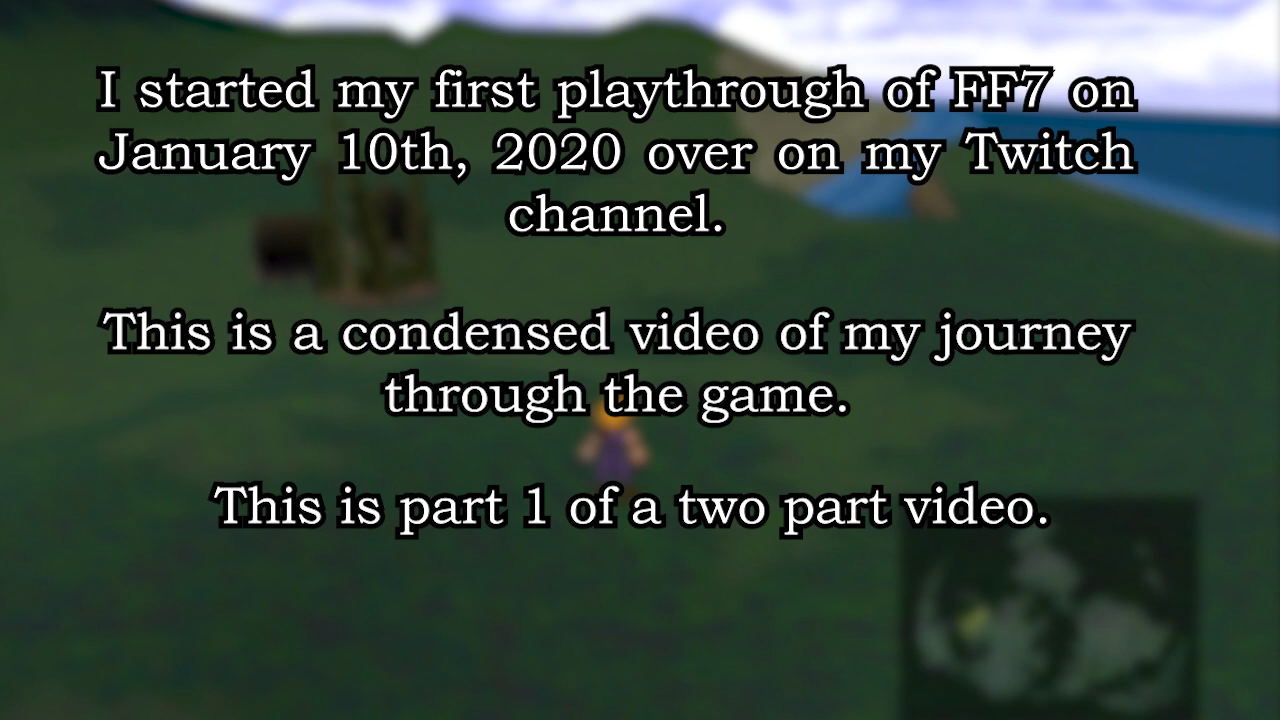 I started my first playthrough of FF7 on
January 10th, 2020 over on my Twitch
channel.
This is a condensed video of my journey
through the game.
This is part 1 of a two part video.